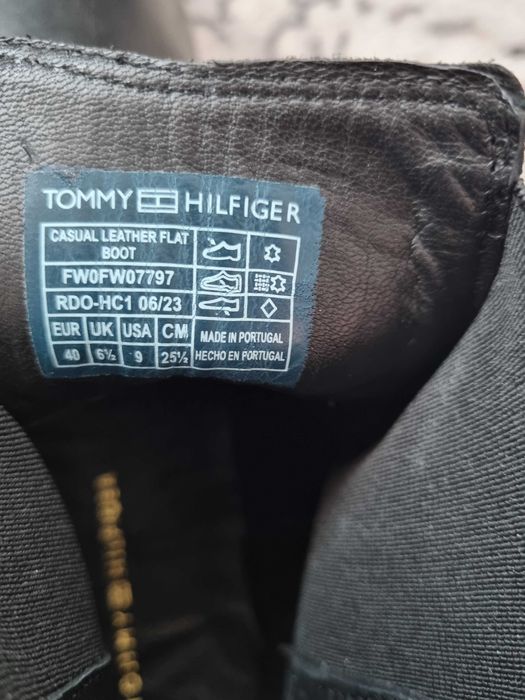 TOMMY HILFIGER
CASUAL LEATHER FLAT
BOOT
FW0FW07797
RDO-HC1 06/23
EUR UK USA CM
40 6½ 9 25½
MADE IN PORTUGAL
HECHO EN PORTUGAL